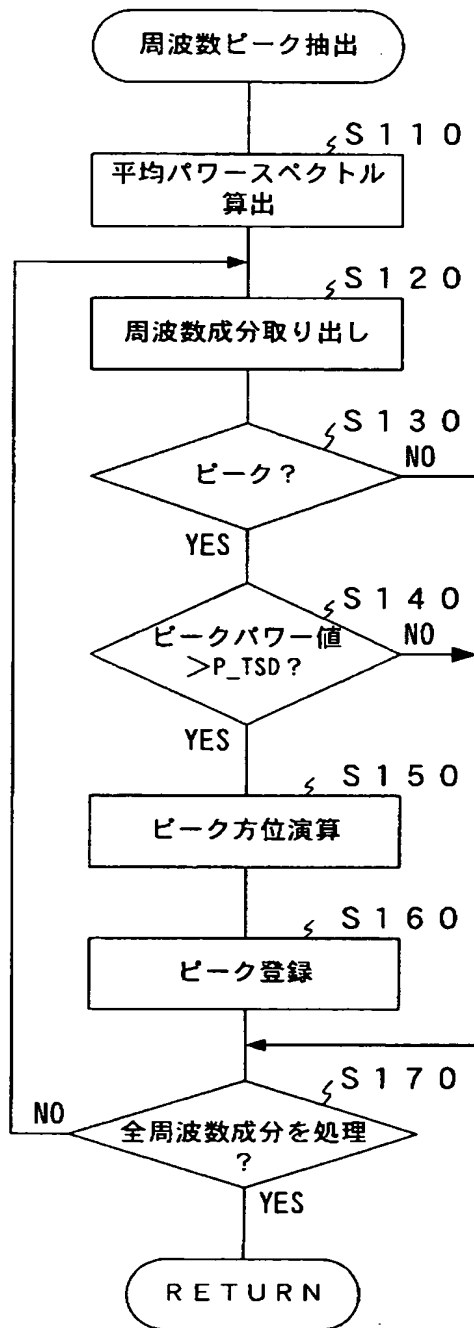 周波数ピーク抽出
S110
平均パワースペクトル
算出
S120
周波数成分取り出し
S130
ピーク?
NO
YES
S140
ピークパワー値
>P_TSD?
NO
YES
S150
ピーク方位演算
S160
ピーク登録
S170
NO
全周波数成分を処理
?
YES
RETURN